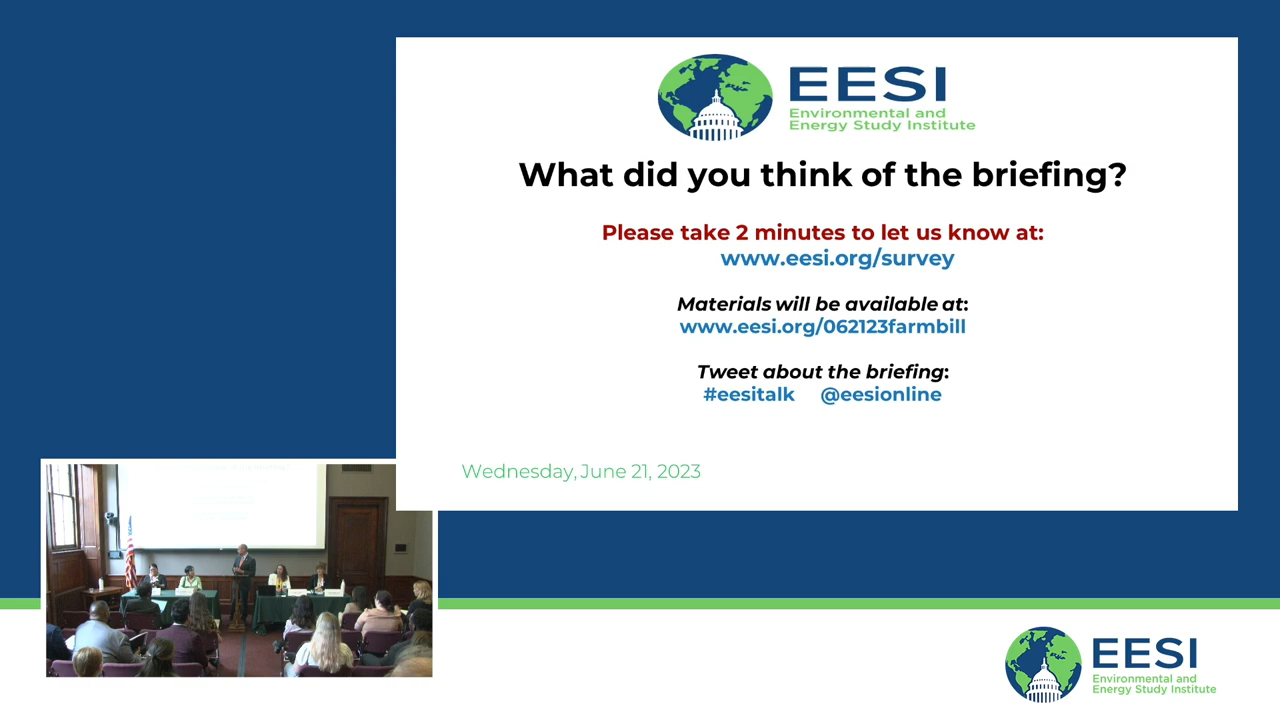 EESI
Environmental and
Energy Study Institute
What did you think of the briefing?
Please take 2 minutes to let us know at:
www.eesi.org/survey
Materials will be available at:
www.eesi.org/062123farmbill
Tweet about the briefing:
#eesitalk @eesionline
Wednesday, June 21, 2023
EESI
Environmental and
Energy Study Institute